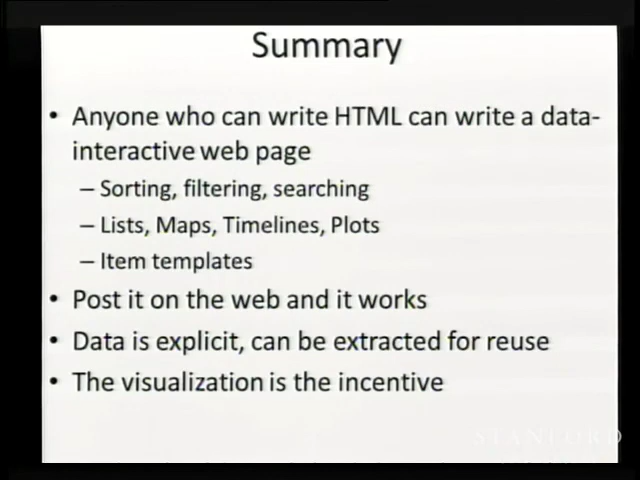 Summary
• Anyone who can write HTML can write a data-
interactive web page
– Sorting, filtering, searching
– Lists, Maps, Timelines, Plots
– Item templates
• Post it on the web and it works
• Data is explicit, can be extracted for reuse
• The visualization is the incentive
STANFORD